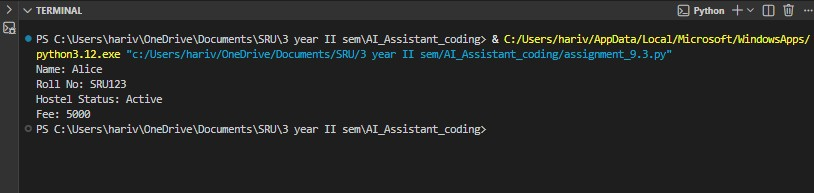 TERMINAL
Python
PS C:\Users\hariv\OneDrive\Documents\SRU\3 year II sem\AI_Assistant_coding> & C:/Users/hariv/AppData/Local/Microsoft/WindowsApps/
python3.12.exe "c:/Users/hariv/OneDrive/Documents/SRU/3 year II sem/AI_Assistant_coding/assignment_9.3.py"
Name: Alice
Roll No: SRU123
Hostel Status: Active
Fee: 5000
PS C:\Users\hariv\OneDrive\Documents\SRU\3 year II sem\AI_Assistant_coding>